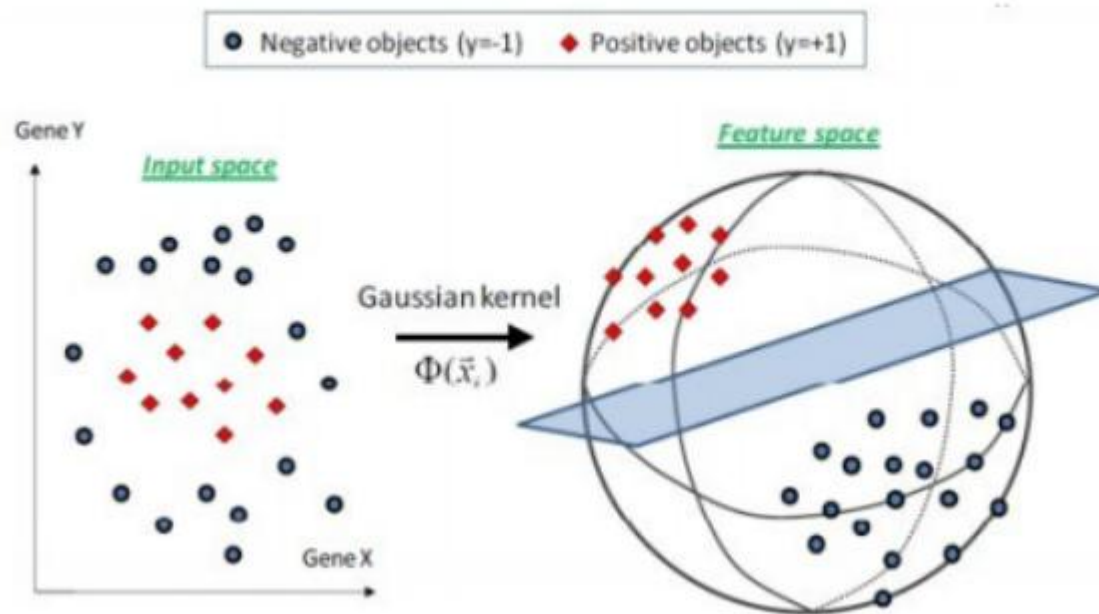 Negative objects (y=-1) Positive objects (y=+1)
Gene Y
Input space
Feature space
Gaussian kernel
Φ(x⃗ᵢ)
Gene X